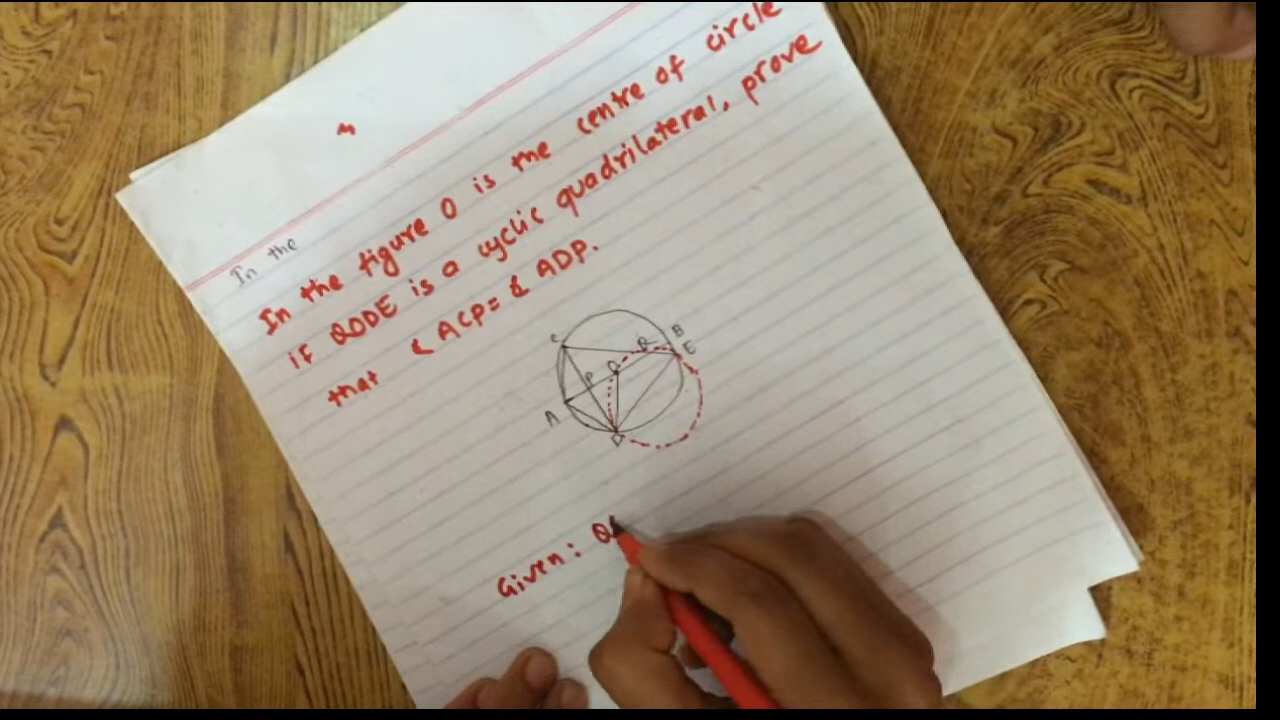 In the
In the figure O is the centre of circle
if QODE is a cyclic quadrilateral, prove
that ∠ ACP = ∠ ADP.
C
B
E
Q
O
P
A
D
Given : Q